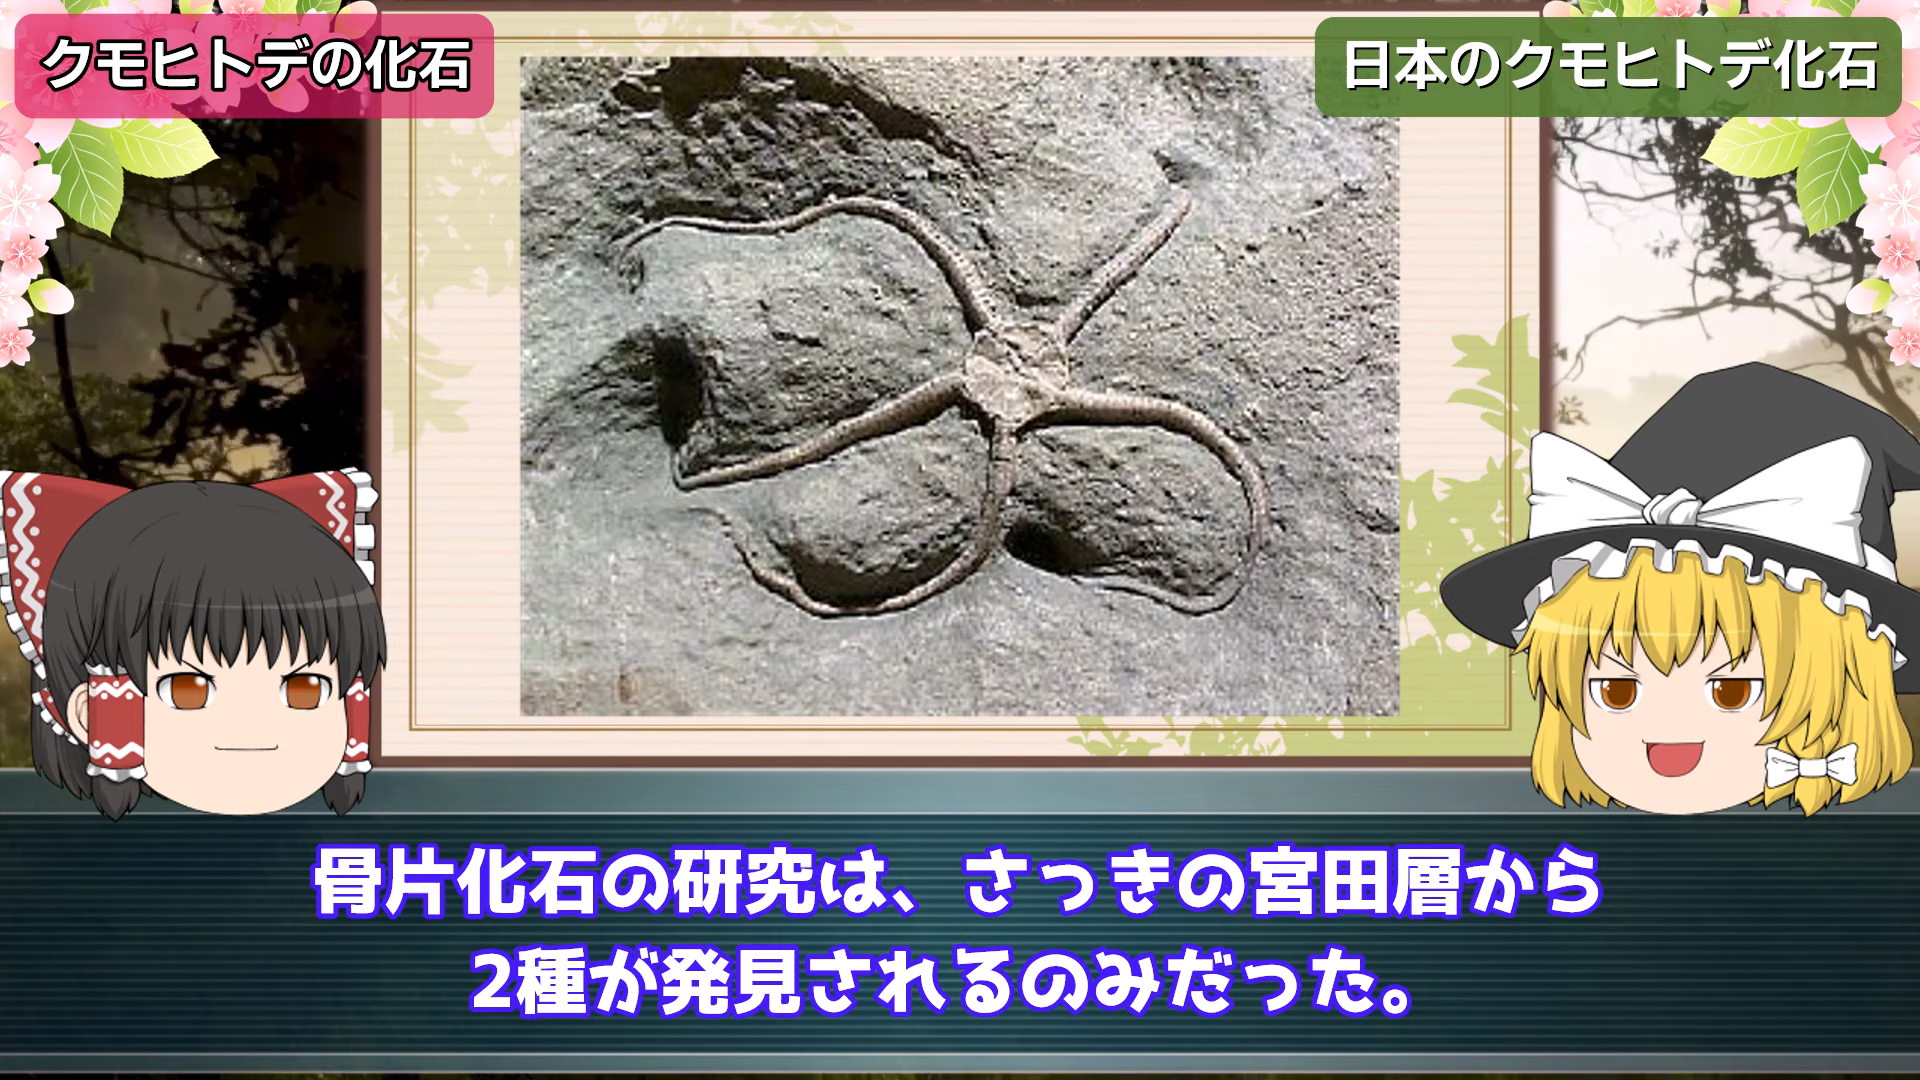 クモヒトデの化石
日本のクモヒトデ化石
骨片化石の研究は、さっきの宮田層から
2種が発見されるのみだった。